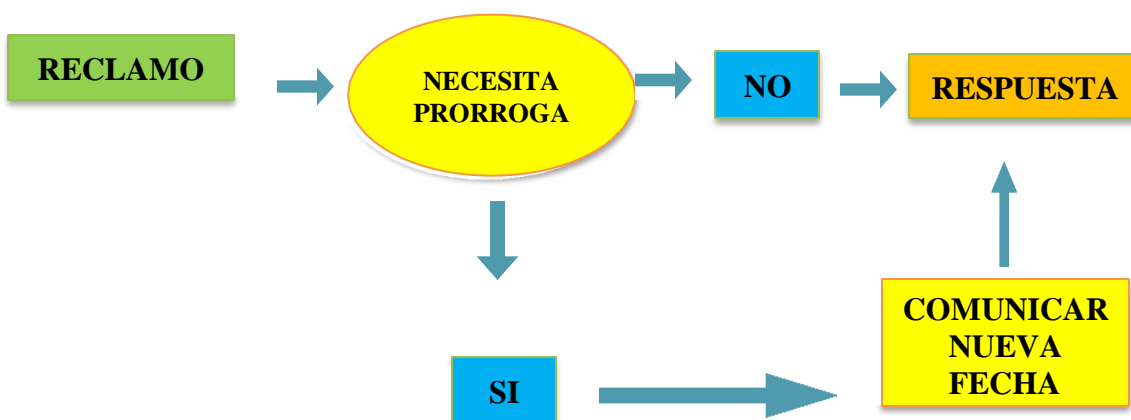 RECLAMO
NECESITA
PRORROGA
NO
RESPUESTA
SI
COMUNICAR
NUEVA
FECHA